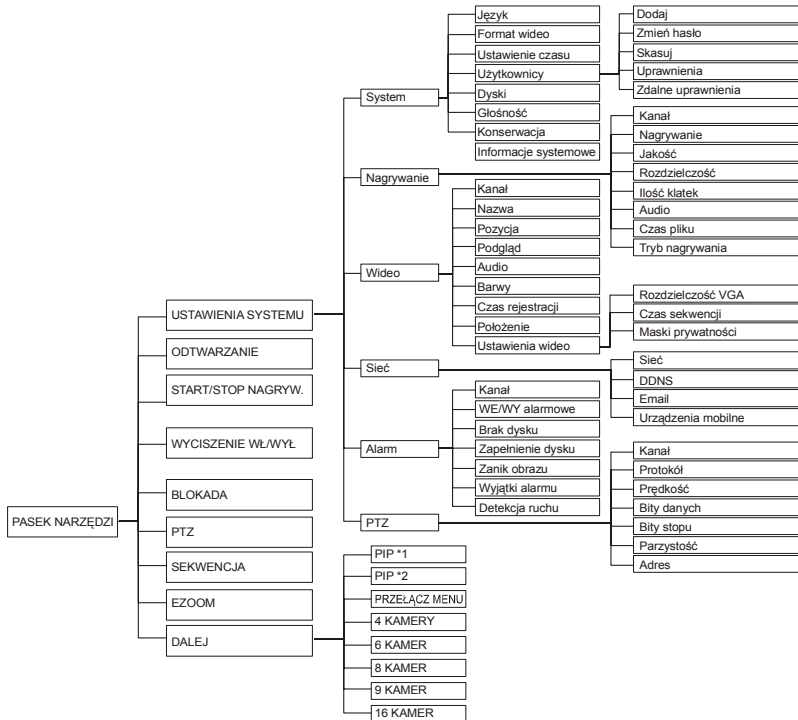 PASEK NARZĘDZI
USTAWIENIA SYSTEMU
ODTWARZANIE
START/STOP NAGRYW.
WYCISZENIE WŁ/WYŁ
BLOKADA
PTZ
SEKWENCJA
EZOOM
DALEJ
System
Nagrywanie
Wideo
Sieć
Alarm
PTZ
Język
Format wideo
Ustawienie czasu
Użytkownicy
Dyski
Głośność
Konserwacja
Informacje systemowe
Dodaj
Zmień hasło
Skasuj
Uprawnienia
Zdalne uprawnienia
Kanał
Nagrywanie
Jakość
Rozdzielczość
Ilość klatek
Audio
Czas pliku
Tryb nagrywania
Kanał
Nazwa
Pozycja
Podgląd
Audio
Barwy
Czas rejestracji
Położenie
Ustawienia wideo
Rozdzielczość VGA
Czas sekwencji
Maski prywatności
Sieć
DDNS
Email
Urządzenia mobilne
Kanał
WE/WY alarmowe
Brak dysku
Zapełnienie dysku
Zanik obrazu
Wyjątki alarmu
Detekcja ruchu
Kanał
Protokół
Prędkość
Bity danych
Bity stopu
Parzystość
Adres
PIP *1
PIP *2
PRZEŁĄCZ MENU
4 KAMERY
6 KAMER
8 KAMER
9 KAMER
16 KAMER